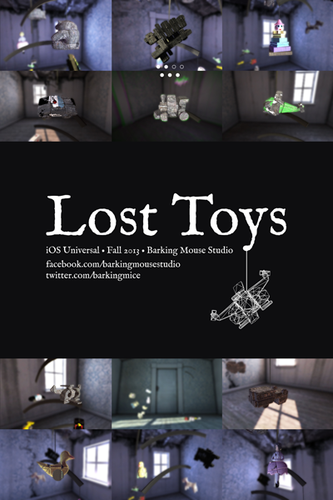 Lost Toys
iOS Universal • Fall 2013 • Barking Mouse Studio
facebook.com/barkingmousestudio
twitter.com/barkingmice